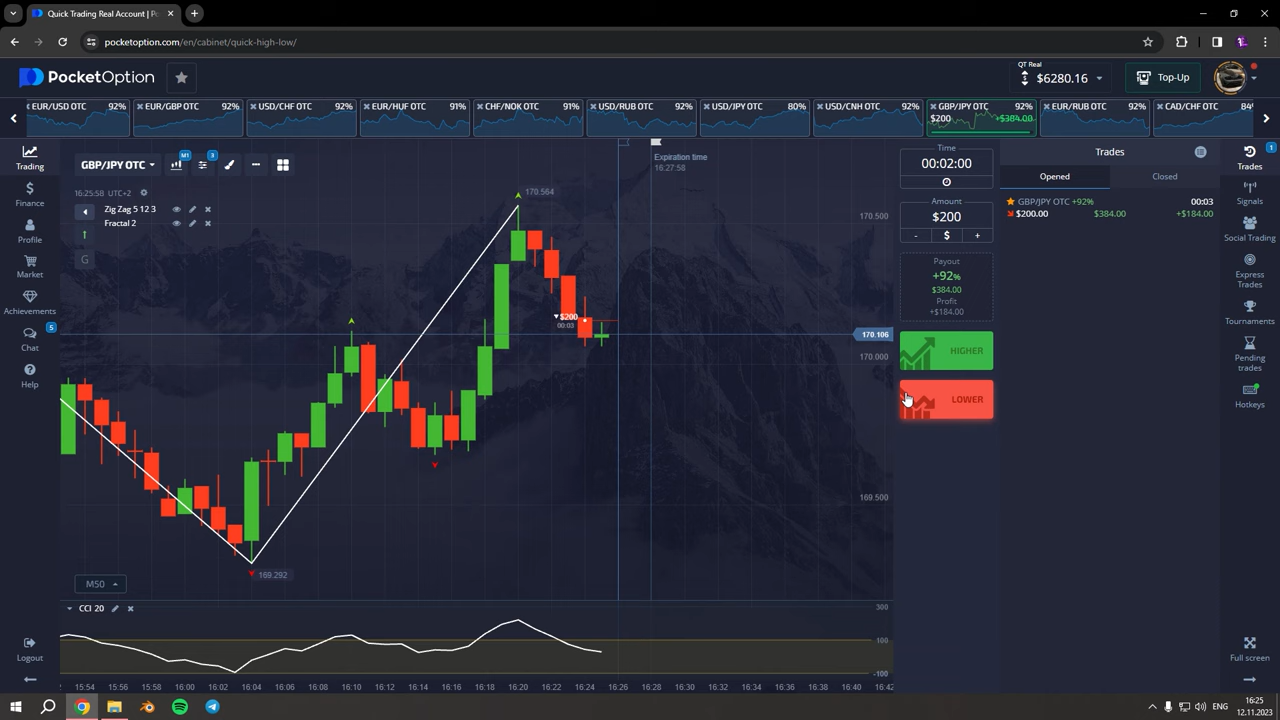 Quick Trading Real Account | Po
pocketoption.com/en/cabinet/quick-high-low/
PocketOption
QT Real
$6280.16
Top-Up
EUR/USD OTC 92%
EUR/GBP OTC 92%
USD/CHF OTC 92%
EUR/HUF OTC 91%
CHF/NOK OTC 91%
USD/RUB OTC 92%
USD/JPY OTC 80%
USD/CNH OTC 92%
GBP/JPY OTC 92%
$200 +$384.00
EUR/RUB OTC 92%
CAD/CHF OTC 84%
Trading
Finance
Profile
Market
Achievements
5
Chat
Help
Logout
GBP/JPY OTC
M1
3
16:25:58 UTC+2
Zig Zag 5 12 3
Fractal 2
G
Expiration time
16:27:58
170.564
170.500
$200
00:03
170.106
170.000
169.500
169.292
M50
CCI 20
300
100
-100
15:54 15:56 15:58 16:00 16:02 16:04 16:06 16:08 16:10 16:12 16:14 16:16 16:18 16:20 16:22 16:24 16:26 16:28 16:30 16:32 16:34 16:36 16:38 16:40 16:42
Time
00:02:00
Amount
$200
- $ +
Payout
+92%
$384.00
Profit
+$184.00
HIGHER
LOWER
Trades
Opened Closed
GBP/JPY OTC +92% 00:03
$200.00 $384.00 +$184.00
1
Trades
Signals
Social Trading
Express
Trades
Tournaments
Pending
trades
Hotkeys
Full screen
ENG
16:25
12.11.2023